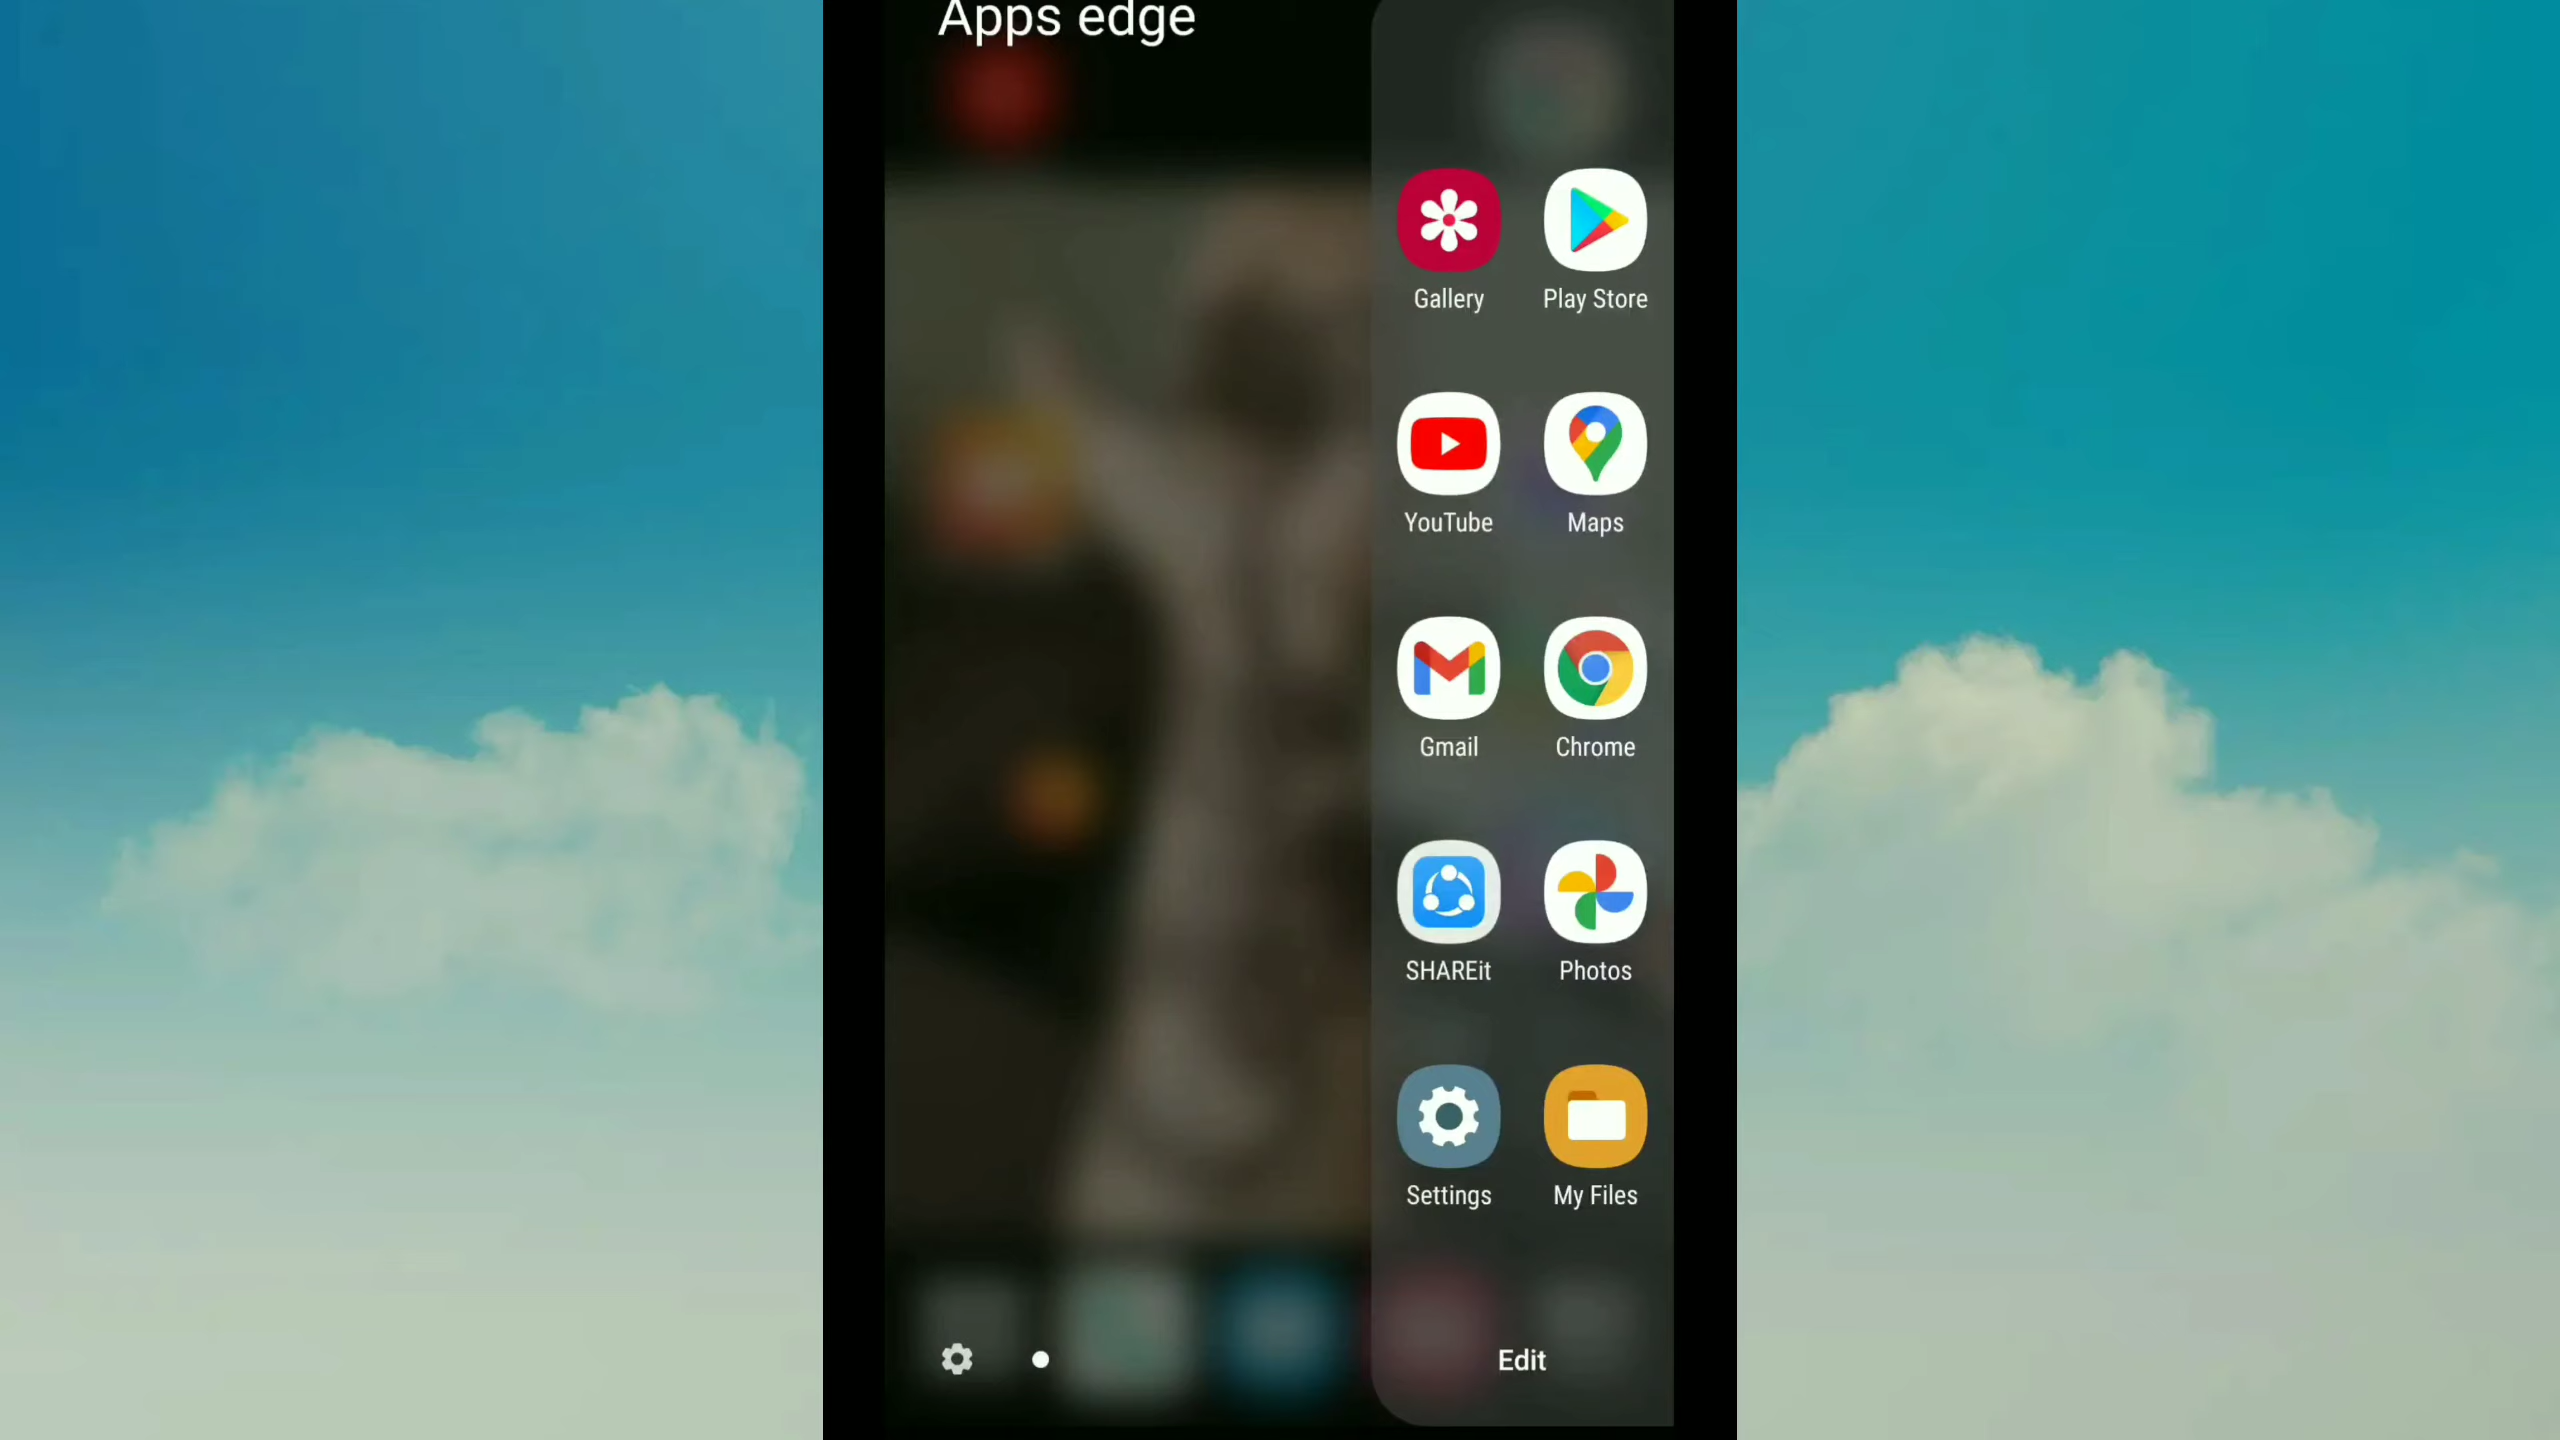 Apps edge
Gallery
Play Store
YouTube
Maps
Gmail
Chrome
SHAREit
Photos
Settings
My Files
Edit